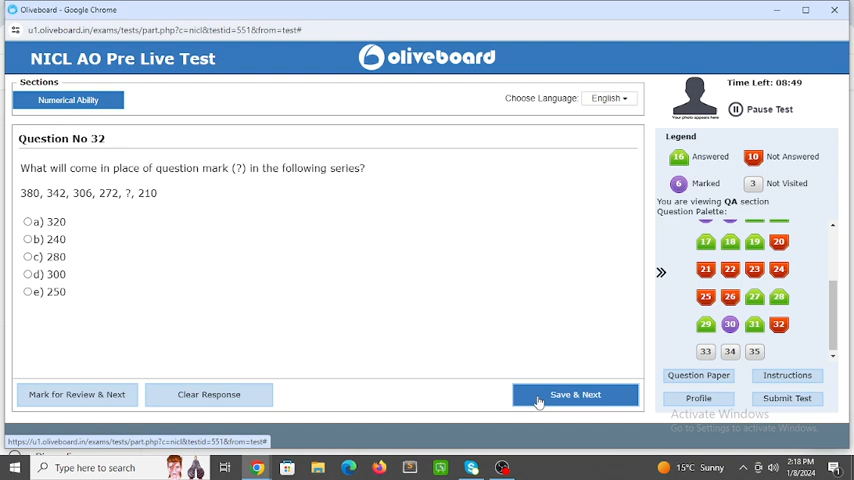 Oliveboard - Google Chrome
u1.oliveboard.in/exams/tests/part.php?c=nicl&testid=551&from=test#
NICL AO Pre Live Test
oliveboard
Sections
Numerical Ability
Choose Language:
English
Your photo appears here
Time Left: 08:49
Pause Test
Question No 32
What will come in place of question mark (?) in the following series?
380, 342, 306, 272, ?, 210
a) 320
b) 240
c) 280
d) 300
e) 250
Legend
16 Answered
10 Not Answered
6 Marked
3 Not Visited
You are viewing QA section
Question Palette:
17 18 19 20
21 22 23 24
25 26 27 28
29 30 31 32
33 34 35
Question Paper
Instructions
Profile
Submit Test
Mark for Review & Next
Clear Response
Save & Next
Activate Windows
Go to Settings to activate Windows.
https://u1.oliveboard.in/exams/tests/part.php?c=nicl&testid=551&from=test#
Type here to search
15°C Sunny
2:18 PM
1/8/2024